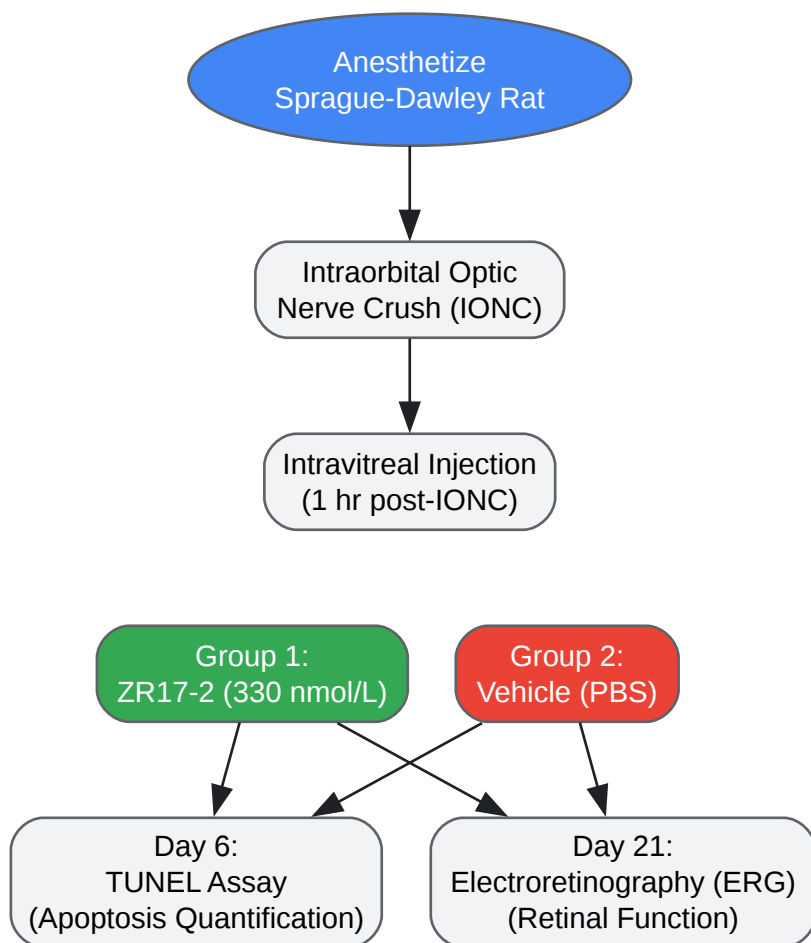 Anesthetize
Sprague-Dawley Rat
Intraorbital Optic
Nerve Crush (IONC)
Intravitreal Injection
(1 hr post-IONC)
Group 1:
ZR17-2 (330 nmol/L)
Group 2:
Vehicle (PBS)
Day 6:
TUNEL Assay
(Apoptosis Quantification)
Day 21:
Electroretinography (ERG)
(Retinal Function)